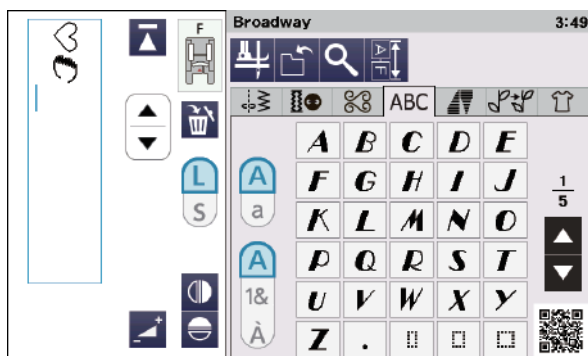 Broadway 3:49
F
A F
ABC
L
S
A
a
A
1&
À
A B C D E
F G H I J
K L M N O
P Q R S T
U V W X Y
Z .
1
5